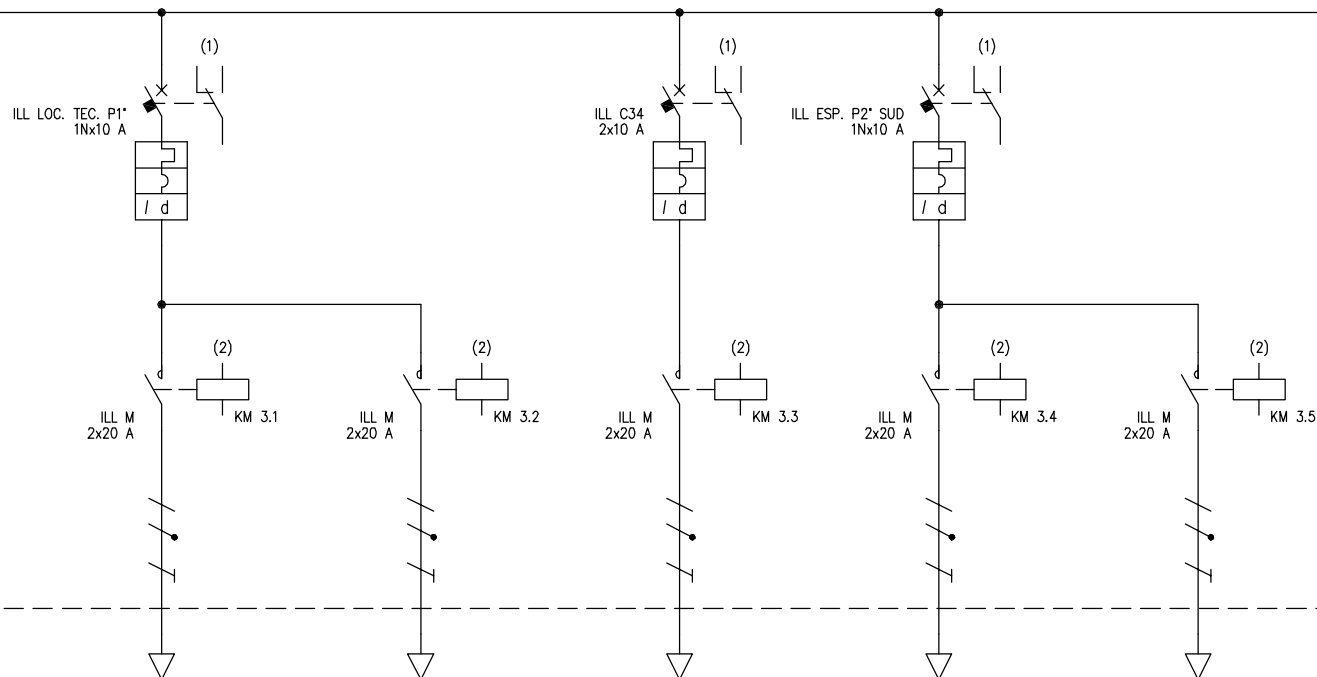 (1)
(1)
(1)
ILL LOC. TEC. P1°
1Nx10 A
ILL C34
2x10 A
ILL ESP. P2° SUD
1Nx10 A
I d
I d
I d
(2)
(2)
(2)
(2)
(2)
ILL M
2x20 A
KM 3.1
ILL M
2x20 A
KM 3.2
ILL M
2x20 A
KM 3.3
ILL M
2x20 A
KM 3.4
ILL M
2x20 A
KM 3.5